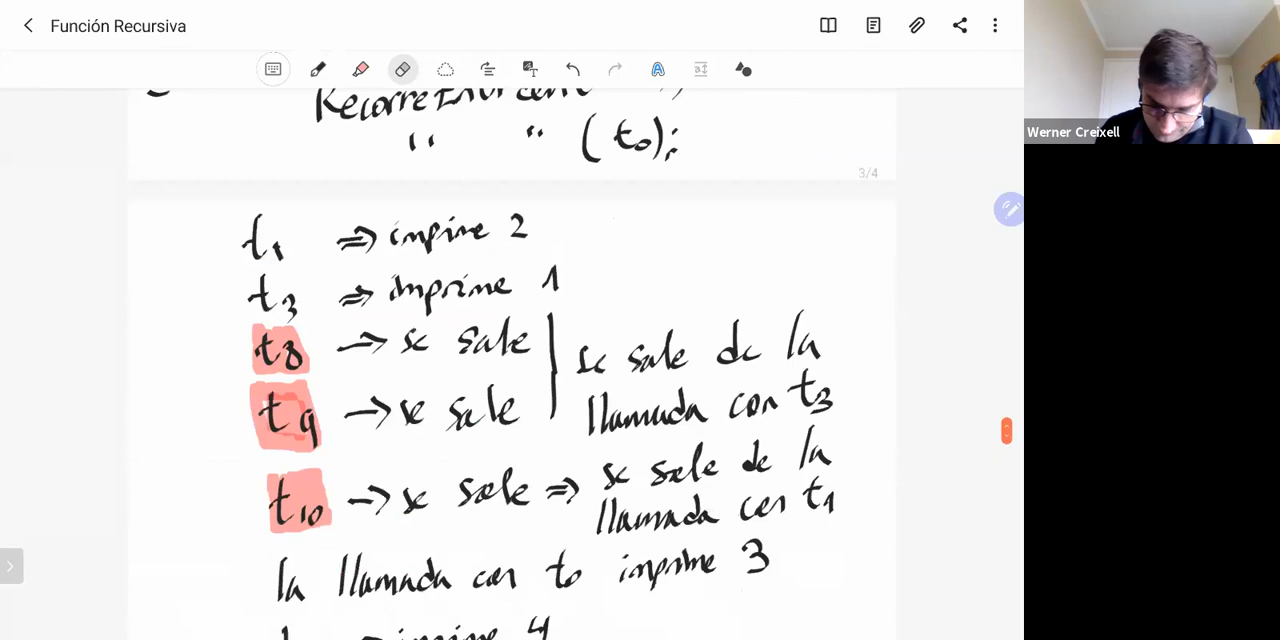 Función Recursiva
Werner Creixell
" " (t0);
3/4
t1 => impime 2
t3 => imprime 1
t8 → se sale
t9 → se sale
se sale de la
llamada con t3
t10 → se sale => se sale de la
llamada con t1
la llamada con t0 imprime 3
imprime 4